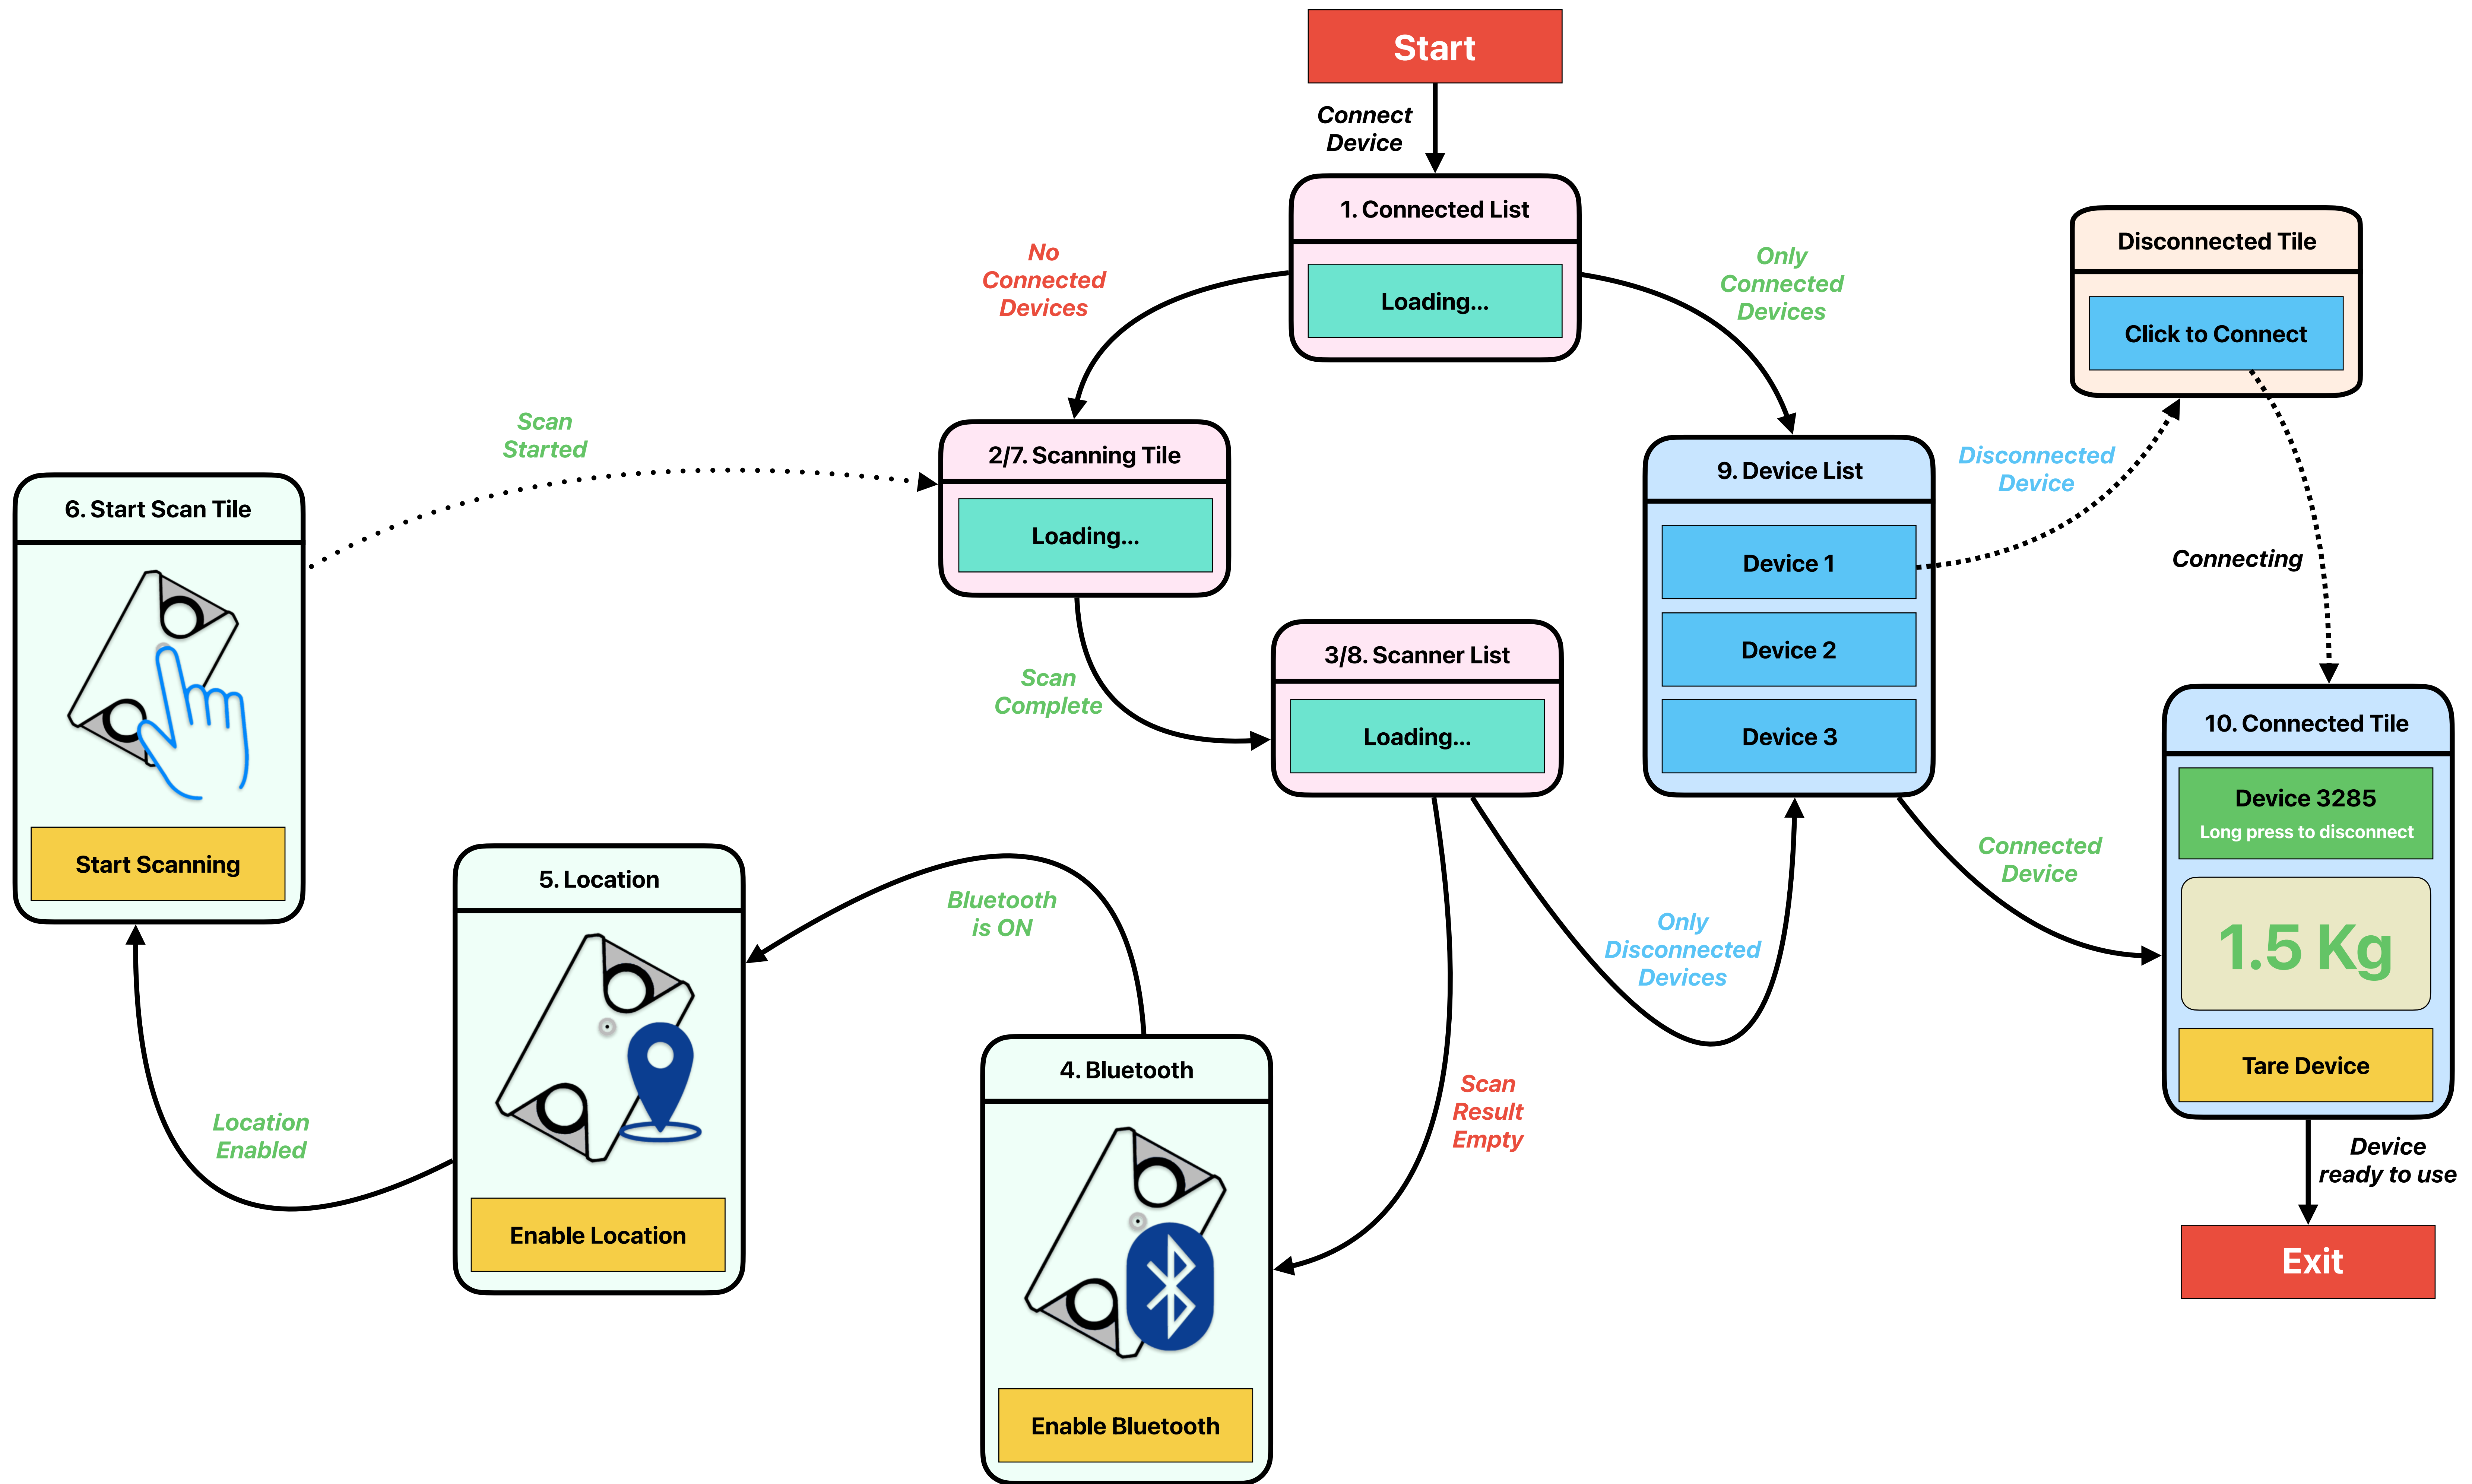 Start
Connect
Device
1. Connected List
Loading...
No
Connected
Devices
Only
Connected
Devices
Disconnected Tile
Click to Connect
Scan
Started
2/7. Scanning Tile
Loading...
9. Device List
Device 1
Device 2
Device 3
Disconnected
Device
Connecting
6. Start Scan Tile
Start Scanning
Scan
Complete
3/8. Scanner List
Loading...
10. Connected Tile
Device 3285
Long press to disconnect
1.5 Kg
Tare Device
Connected
Device
Only
Disconnected
Devices
5. Location
Enable Location
Bluetooth
is ON
Location
Enabled
4. Bluetooth
Enable Bluetooth
Scan
Result
Empty
Device
ready to use
Exit